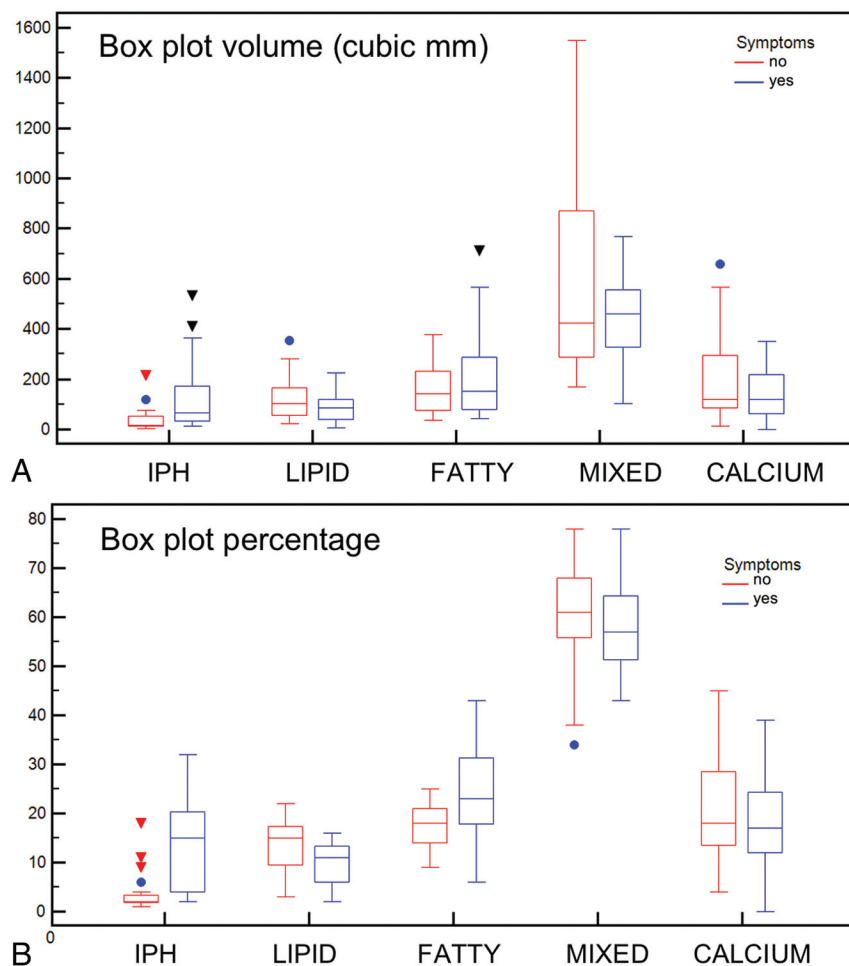 Box plot volume (cubic mm)
Symptoms
no
yes
1600
1400
1200
1000
800
600
400
200
0
A
IPH LIPID FATTY MIXED CALCIUM
Box plot percentage
Symptoms
no
yes
80
70
60
50
40
30
20
10
0
0
B
IPH LIPID FATTY MIXED CALCIUM